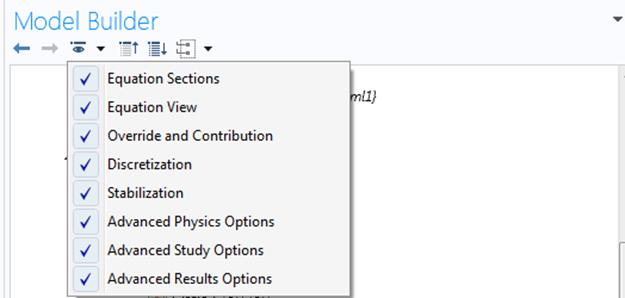 Model Builder
ml1}
Equation Sections
Equation View
Override and Contribution
Discretization
Stabilization
Advanced Physics Options
Advanced Study Options
Advanced Results Options